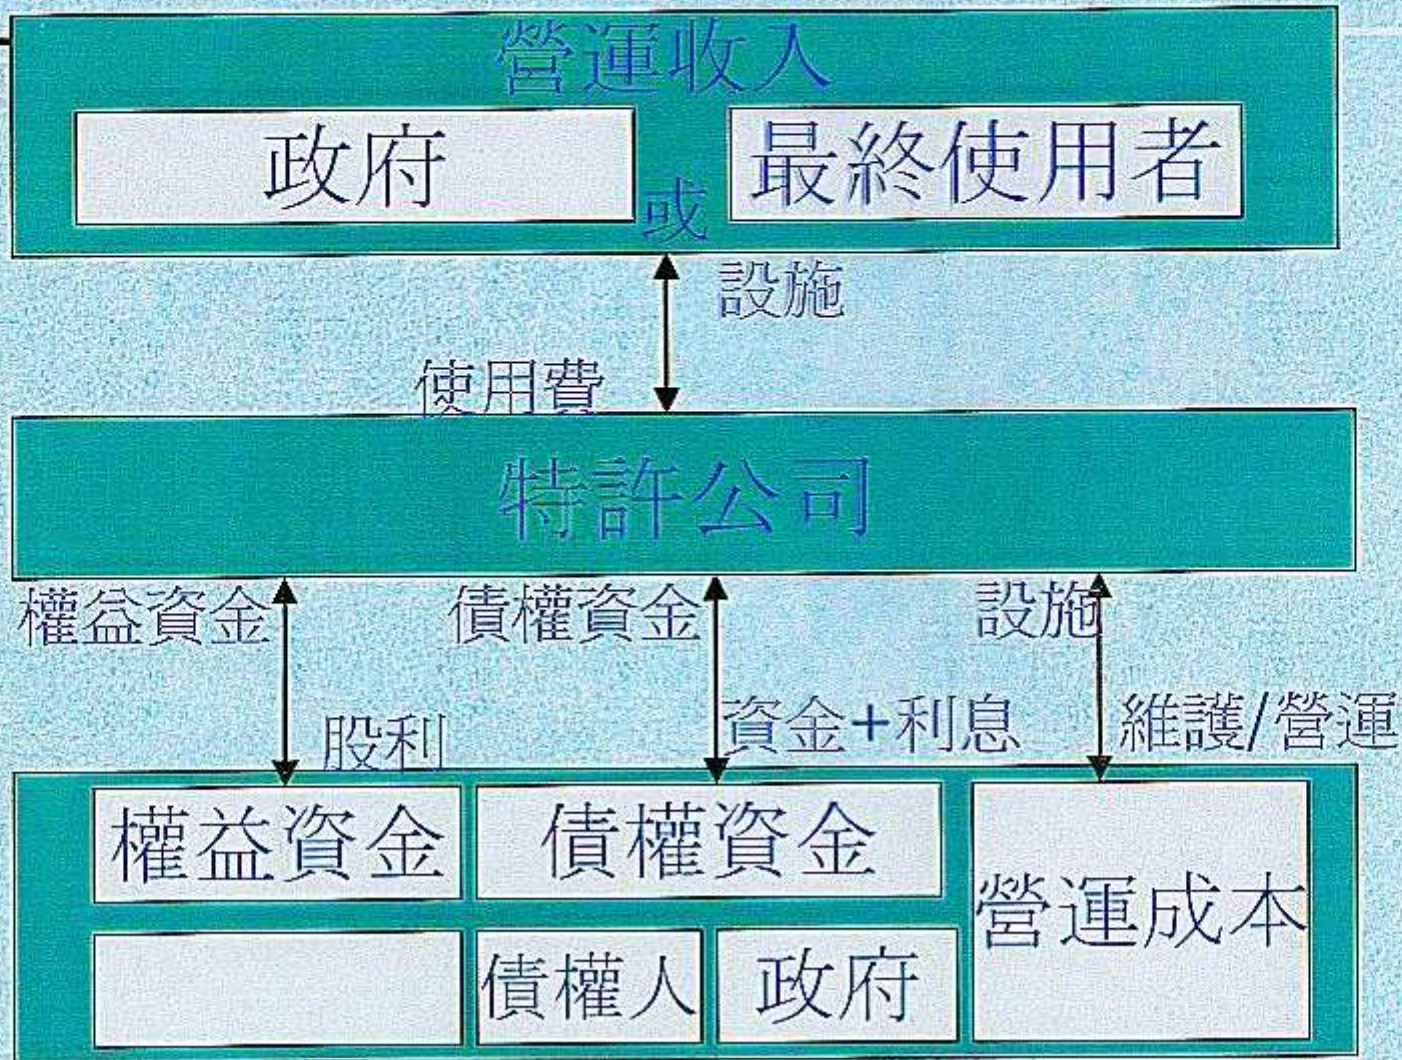 營運收入
政府
或
最終使用者
設施
使用費
特許公司
權益資金
債權資金
設施
股利
資金+利息
維護/營運
權益資金
債權資金
營運成本
債權人
政府